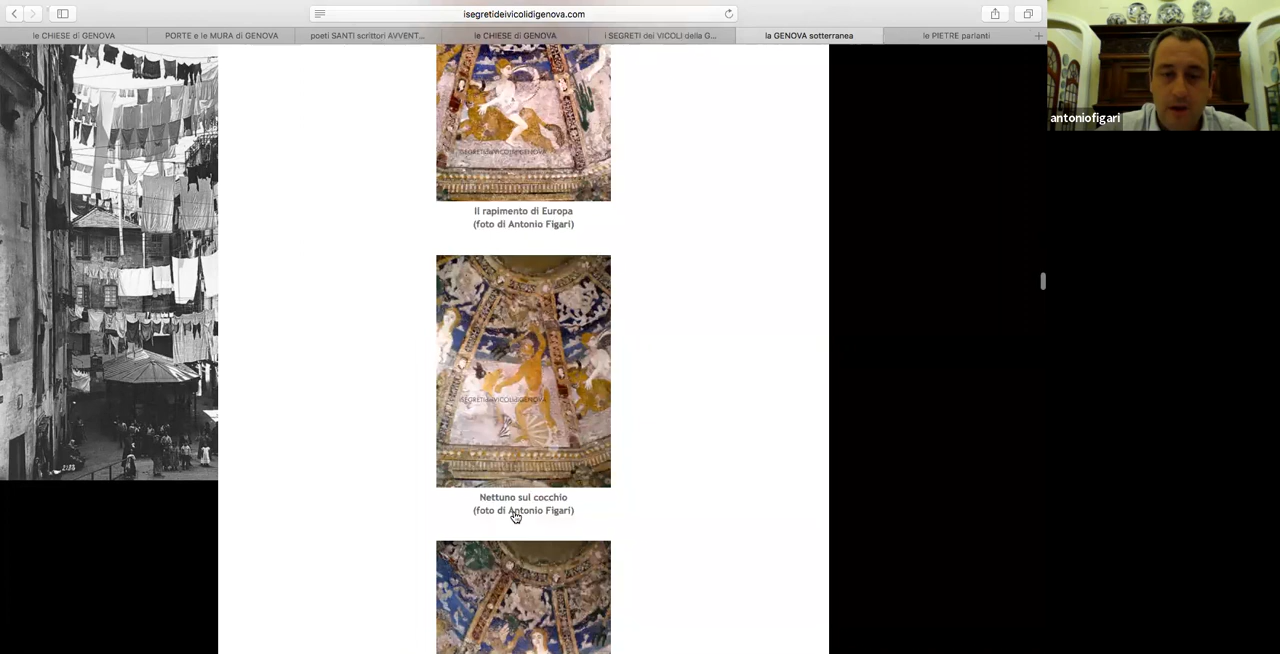 isegretideivicolidigenova.com
le CHIESE di GENOVA
PORTE e le MURA di GENOVA
poeti SANTI scrittori AVVENT...
le CHIESE di GENOVA
i SEGRETI dei VICOLI della G...
la GENOVA sotterranea
le PIETRE parlanti
antoniofigari
iSEGRETIdeiVICOLIdiGENOVA
Il rapimento di Europa
(foto di Antonio Figari)
iSEGRETIdeiVICOLIdiGENOVA
Nettuno sul cocchio
(foto di Antonio Figari)